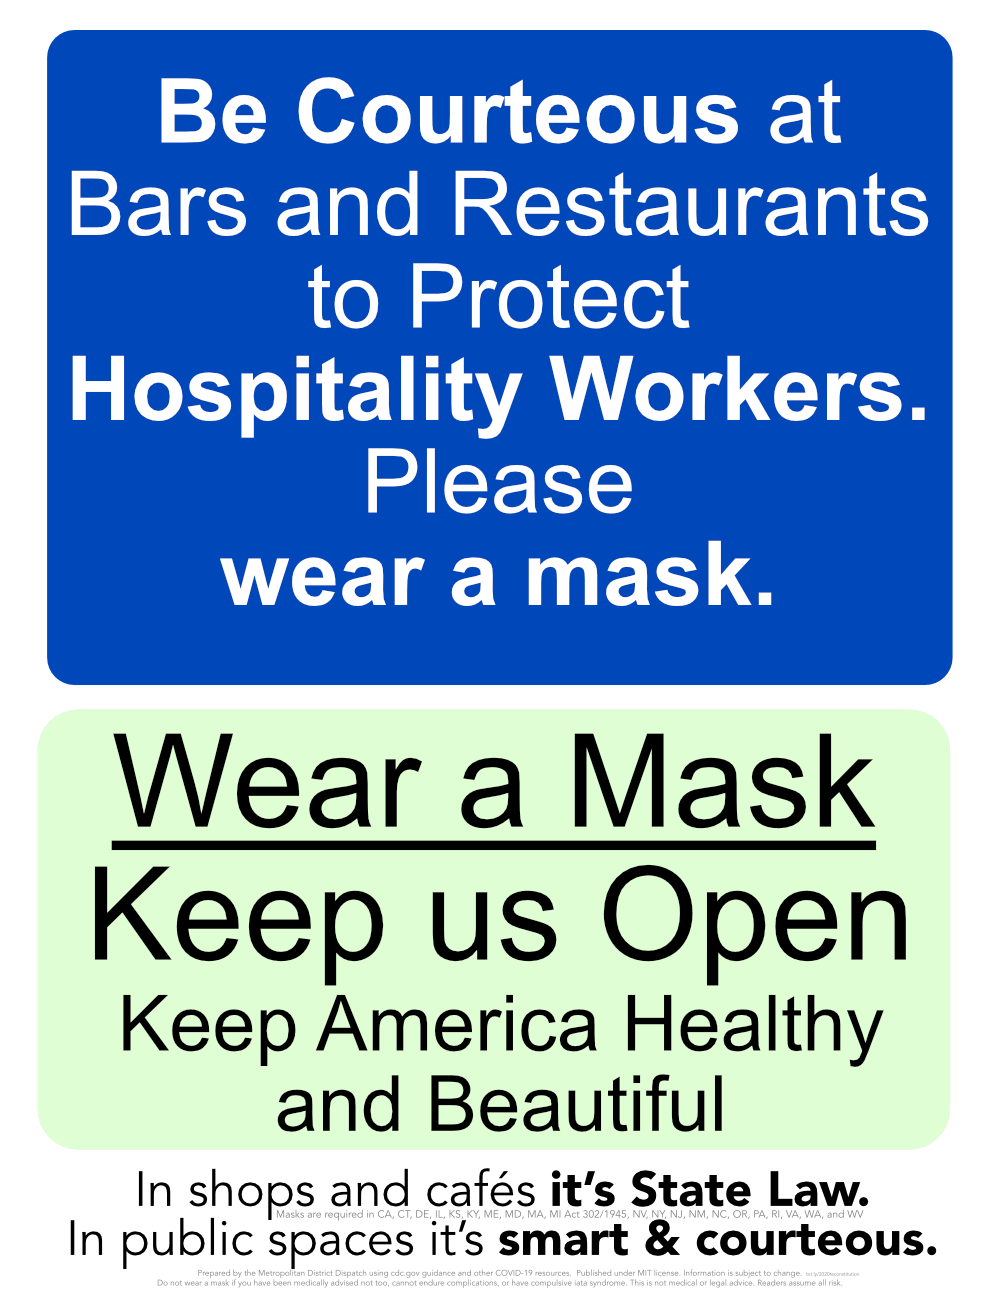 Be Courteous at
Bars and Restaurants
to Protect
Hospitality Workers.
Please
wear a mask.
Wear a Mask
Keep us Open
Keep America Healthy
and Beautiful
In shops and cafés it's State Law.
Masks are required in CA, CT, DE, IL, KS, KY, ME, MD, MA, MI Act 302/1945, NV, NY, NJ, NM, NC, OR, PA, RI, VA, WA, and WV
In public spaces it's smart & courteous.
Prepared by the Metropolitan District Dispatch using cdc.gov guidance and other COVID-19 resources. Published under MIT license. Information is subject to change.
Do not wear a mask if you have been medically advised not too, cannot endure complications, or have compulsive iata syndrome. This is not medical or legal advice. Readers assume all risk.